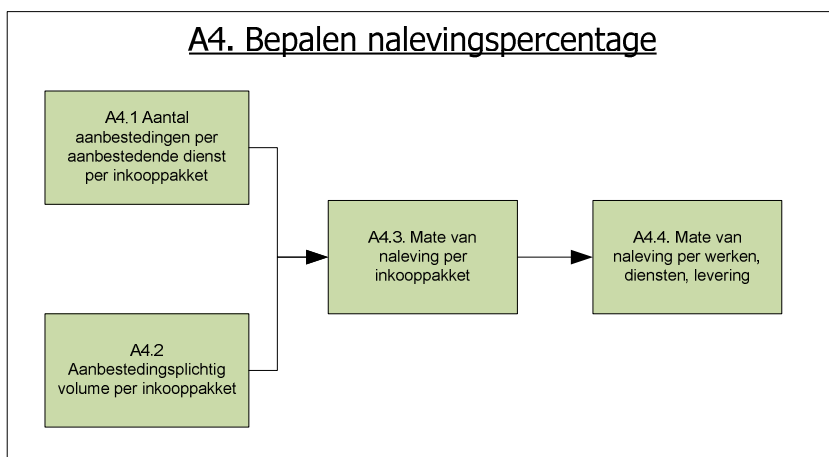 A4. Bepalen nalevingspercentage
A4.1 Aantal
aanbestedingen per
aanbestedende dienst
per inkooppakket
A4.2
Aanbestedingsplichtig
volume per inkooppakket
A4.3. Mate van
naleving per
inkooppakket
A4.4. Mate van
naleving per werken,
diensten, levering